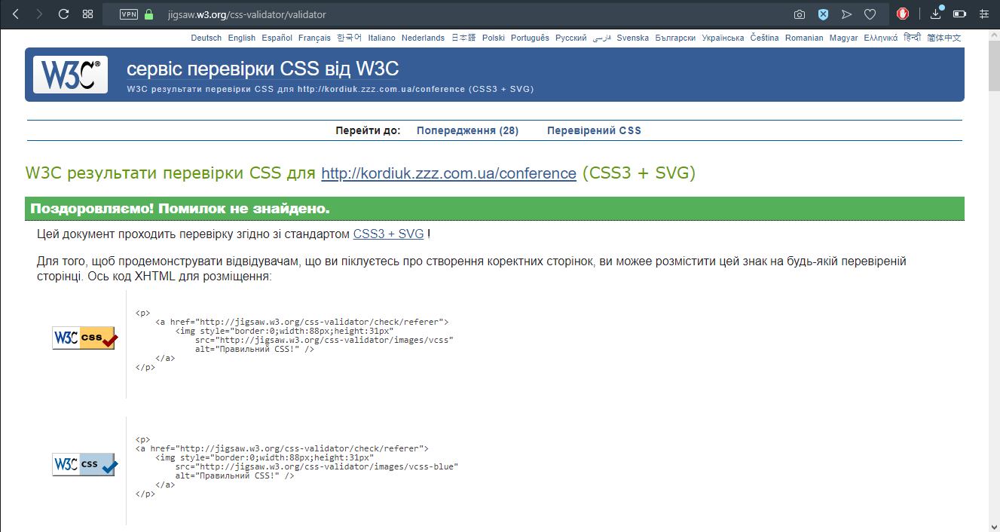 VPN jigsaw.w3.org/css-validator/validator
Deutsch English Español Français 한국어 Italiano Nederlands 日本語 Polski Português Русский فارسی Svenska Български Українська Čeština Romanian Magyar Ελληνικά हिन्दी 简体中文
W3C® сервіс перевірки CSS від W3C
W3C результати перевірки CSS для http://kordiuk.zzz.com.ua/conference (CSS3 + SVG)
Перейти до: Попередження (28) Перевірений CSS
W3C результати перевірки CSS для http://kordiuk.zzz.com.ua/conference (CSS3 + SVG)
Поздоровляємо! Помилок не знайдено.
Цей документ проходить перевірку згідно зі стандартом CSS3 + SVG !
Для того, щоб продемонструвати відвідувачам, що ви піклуєтесь про створення коректних сторінок, ви можее розмістити цей знак на будь-якій перевіреній
сторінці. Ось код XHTML для розміщення:
W3C css
<p>
<a href="http://jigsaw.w3.org/css-validator/check/referer">
<img style="border:0;width:88px;height:31px"
src="http://jigsaw.w3.org/css-validator/images/vcss"
alt="Правильний CSS!" />
</a>
</p>
W3C css
<p>
<a href="http://jigsaw.w3.org/css-validator/check/referer">
<img style="border:0;width:88px;height:31px"
src="http://jigsaw.w3.org/css-validator/images/vcss-blue"
alt="Правильний CSS!" />
</a>
</p>